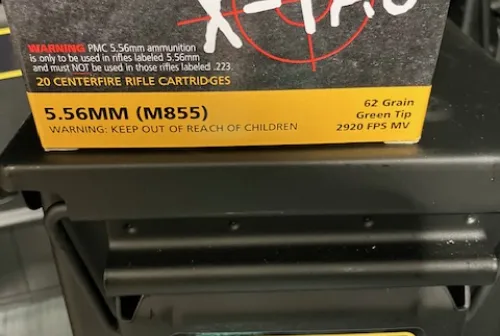 X-TAC
WARNING PMC 5.56mm ammunition
is only to be used in rifles labeled 5.56mm
and must NOT be used in those rifles labeled .223.
20 CENTERFIRE RIFLE CARTRIDGES
5.56MM (M855)
WARNING: KEEP OUT OF REACH OF CHILDREN
62 Grain
Green Tip
2920 FPS MV